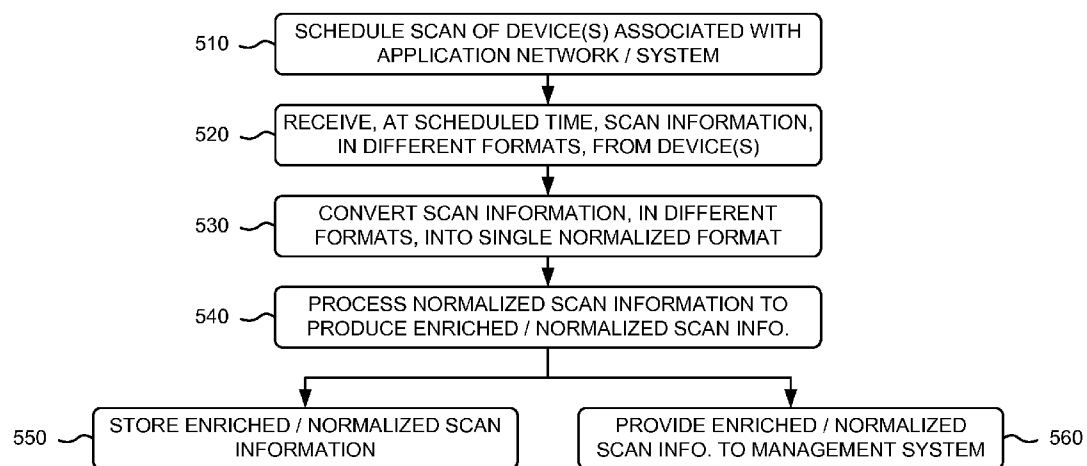 510
SCHEDULE SCAN OF DEVICE(S) ASSOCIATED WITH
APPLICATION NETWORK / SYSTEM
520
RECEIVE, AT SCHEDULED TIME, SCAN INFORMATION,
IN DIFFERENT FORMATS, FROM DEVICE(S)
530
CONVERT SCAN INFORMATION, IN DIFFERENT
FORMATS, INTO SINGLE NORMALIZED FORMAT
540
PROCESS NORMALIZED SCAN INFORMATION TO
PRODUCE ENRICHED / NORMALIZED SCAN INFO.
550
STORE ENRICHED / NORMALIZED SCAN
INFORMATION
PROVIDE ENRICHED / NORMALIZED
SCAN INFO. TO MANAGEMENT SYSTEM
560